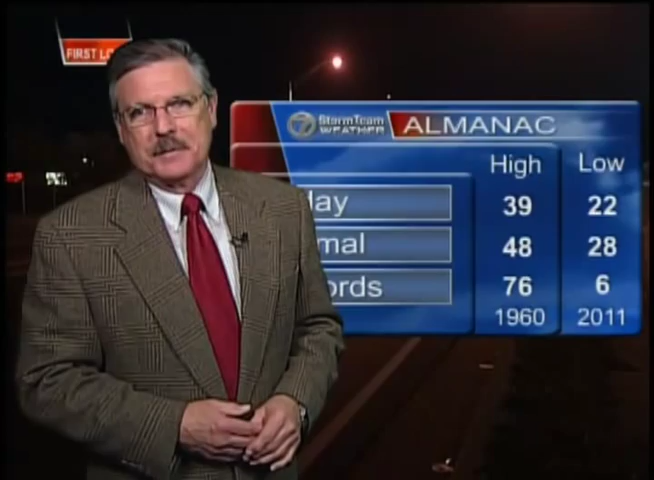 FIRST LO
7 StormTeam
WEATHER
ALMANAC
High Low
day 39 22
mal 48 28
ords 76 6
1960 2011